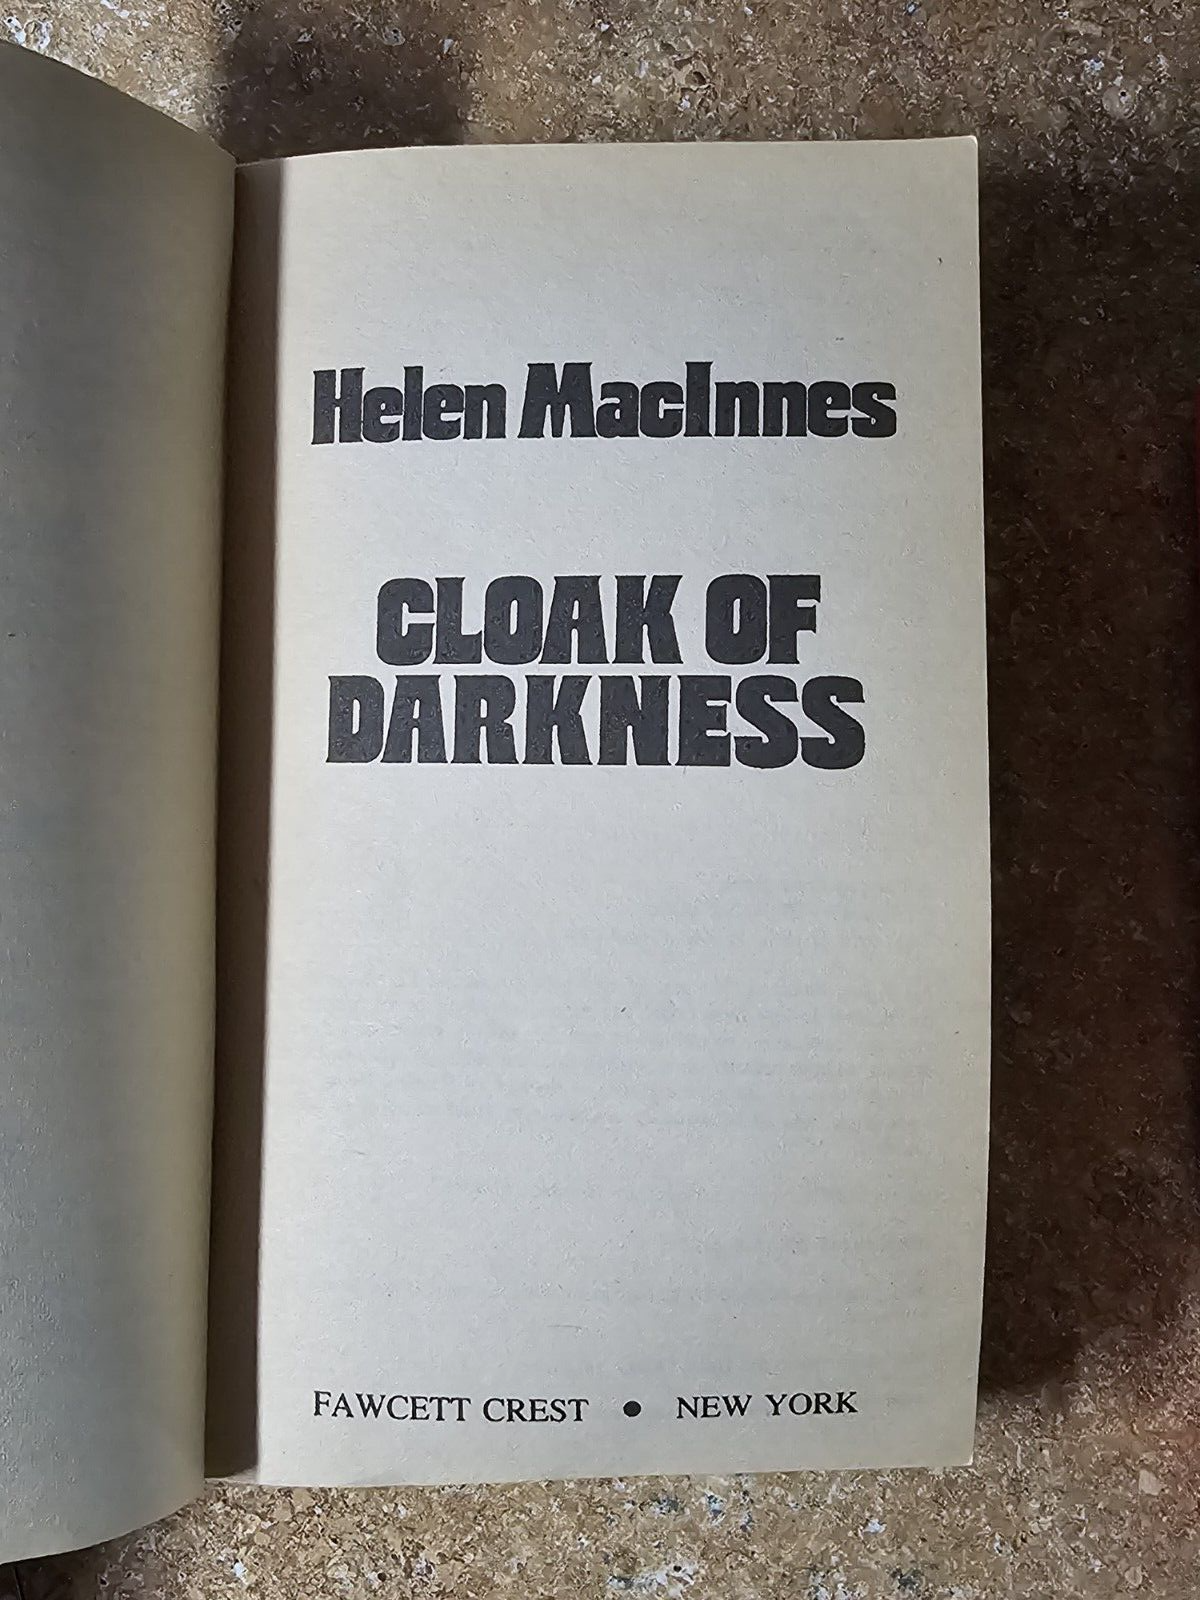 Helen MacInnes
CLOAK OF
DARKNESS
FAWCETT CREST • NEW YORK